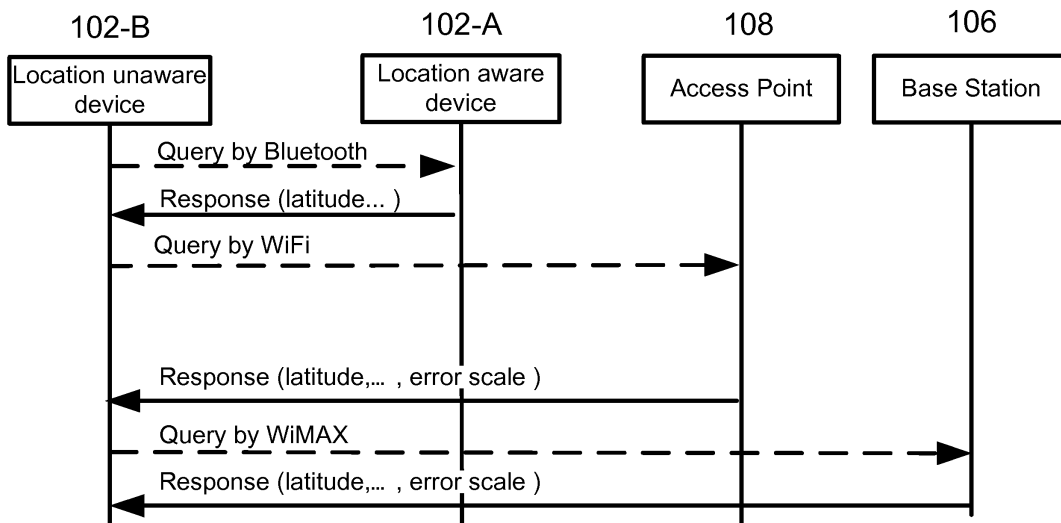 102-B
102-A
108
106
Location unaware
device
Location aware
device
Access Point
Base Station
Query by Bluetooth
Response (latitude... )
Query by WiFi
Response (latitude,... , error scale )
Query by WiMAX
Response (latitude,... , error scale )